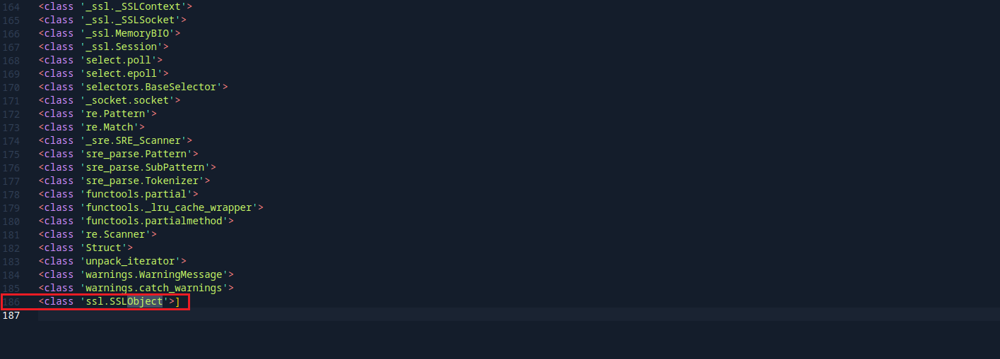 164 <class '_ssl._SSLContext'>
165 <class '_ssl._SSLSocket'>
166 <class '_ssl.MemoryBIO'>
167 <class '_ssl.Session'>
168 <class 'select.poll'>
169 <class 'select.epoll'>
170 <class 'selectors.BaseSelector'>
171 <class '_socket.socket'>
172 <class 're.Pattern'>
173 <class 're.Match'>
174 <class '_sre.SRE_Scanner'>
175 <class 'sre_parse.Pattern'>
176 <class 'sre_parse.SubPattern'>
177 <class 'sre_parse.Tokenizer'>
178 <class 'functools.partial'>
179 <class 'functools._lru_cache_wrapper'>
180 <class 'functools.partialmethod'>
181 <class 're.Scanner'>
182 <class 'Struct'>
183 <class 'unpack_iterator'>
184 <class 'warnings.WarningMessage'>
185 <class 'warnings.catch_warnings'>
186 <class 'ssl.SSLObject'>]
187